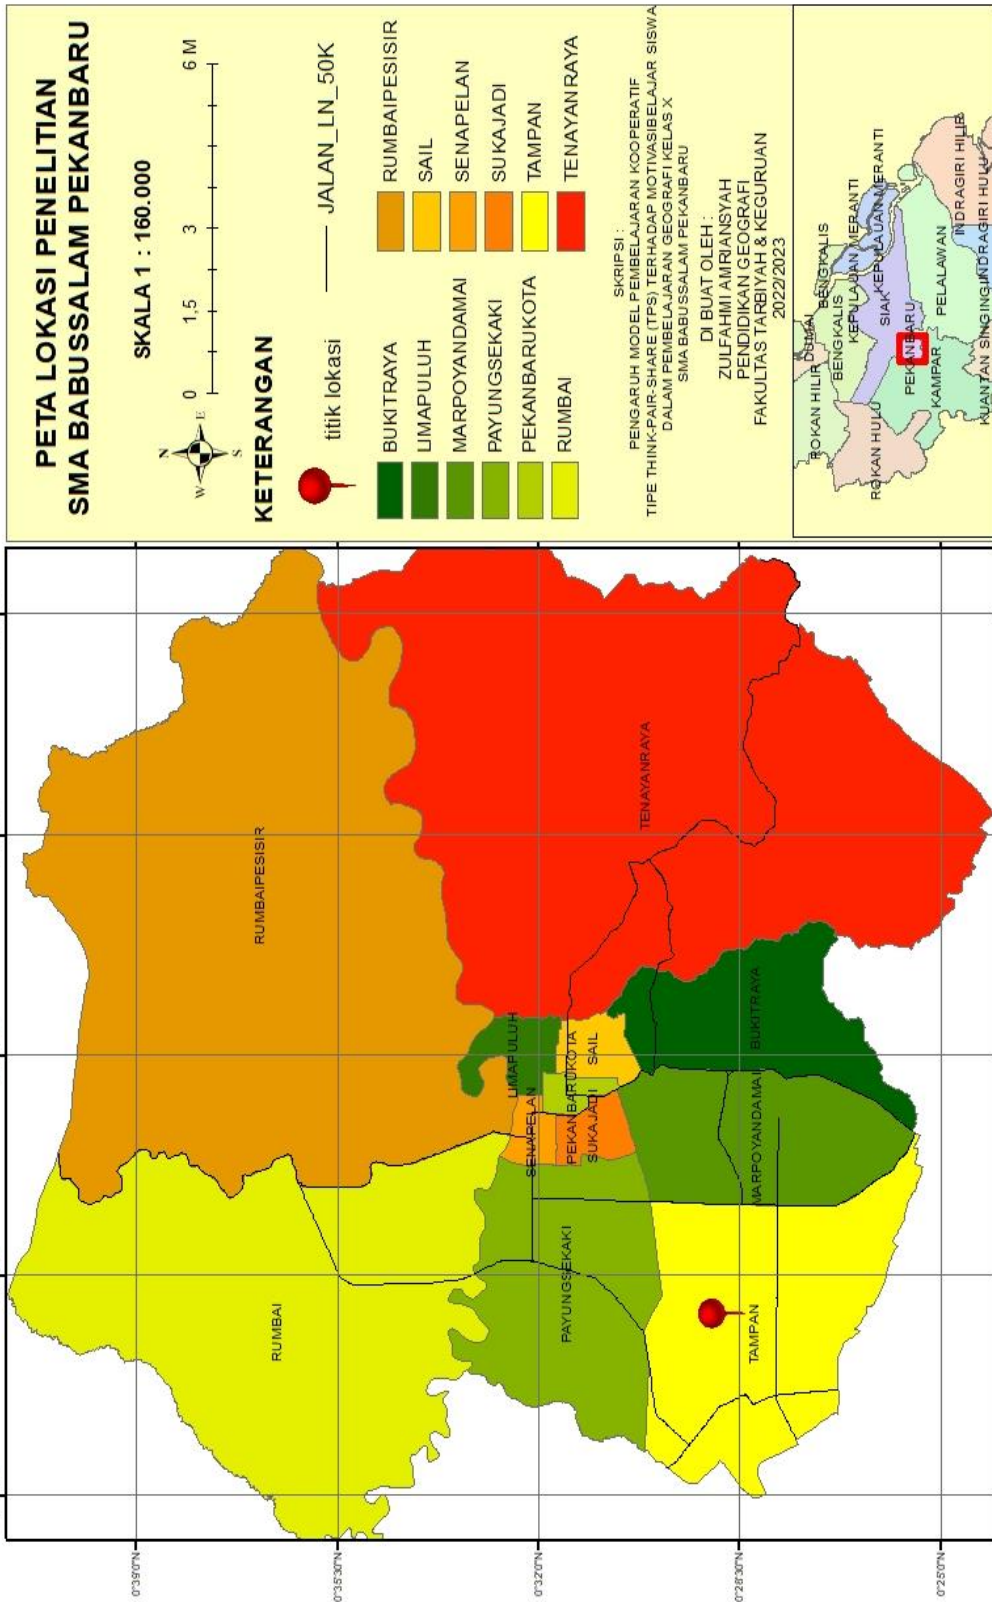 PETA LOKASI PENELITIAN
SMA BABUSSALAM PEKANBARU
SKALA 1 : 160.000
N
W
E
S
0
1,5
3
6 M
KETERANGAN
titik lokasi
JALAN_LN_50K
BUKITRAYA
LIMAPULUH
MARPOYANDAMAI
PAYUNGSEKAKI
PEKANBARUKOTA
RUMBAI
RUMBAIPESISIR
SAIL
SENAPELAN
SUKAJADI
TAMPAN
TENAYANRAYA
SKRIPSI :
PENGARUH MODEL PEMBELAJARAN KOOPERATIF
TIPE THINK-PAIR-SHARE (TPS) TERHADAP MOTIVASIBELAJAR SISWA
DALAM PEMBELAJARAN GEOGRAFI KELAS X
SMA BABUSSALAM PEKANBARU
DI BUAT OLEH :
ZULFAHMI AMRIANSYAH
PENDIDIKAN GEOGRAFI
FAKULTAS TARBIYAH & KEGURUAN
2022/2023
ROKAN HILIR
DUMAI
BENGKALIS
BENGKALIS
KEPULAUAN MERANTI
KEPULAUAN MERANTI
ROKAN HULU
SIAK
PEKANBARU
KAMPAR
PELALAWAN
INDRAGIRI HILIR
KUANTAN SINGINGI
INDRAGIRI HULU
RUMBAI
RUMBAIPESISIR
SENAPELAN
LIMAPULUH
PAYUNGSEKAKI
PEKANBARUKOTA
SUKAJADI
SAIL
TENAYANRAYA
TAMPAN
MARPOYANDAMAI
BUKITRAYA
0°39'0"N
0°35'30"N
0°32'0"N
0°28'30"N
0°25'0"N